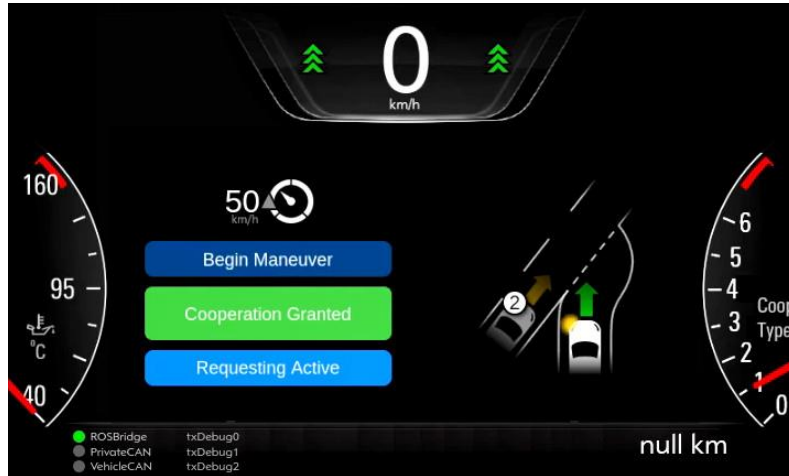 0
km/h
160
95
°C
40
50
km/h
Begin Maneuver
Cooperation Granted
Requesting Active
2
6
5
4
3
2
1
0
Coop
Type
ROSBridge txDebug0
PrivateCAN txDebug1
VehicleCAN txDebug2
null km